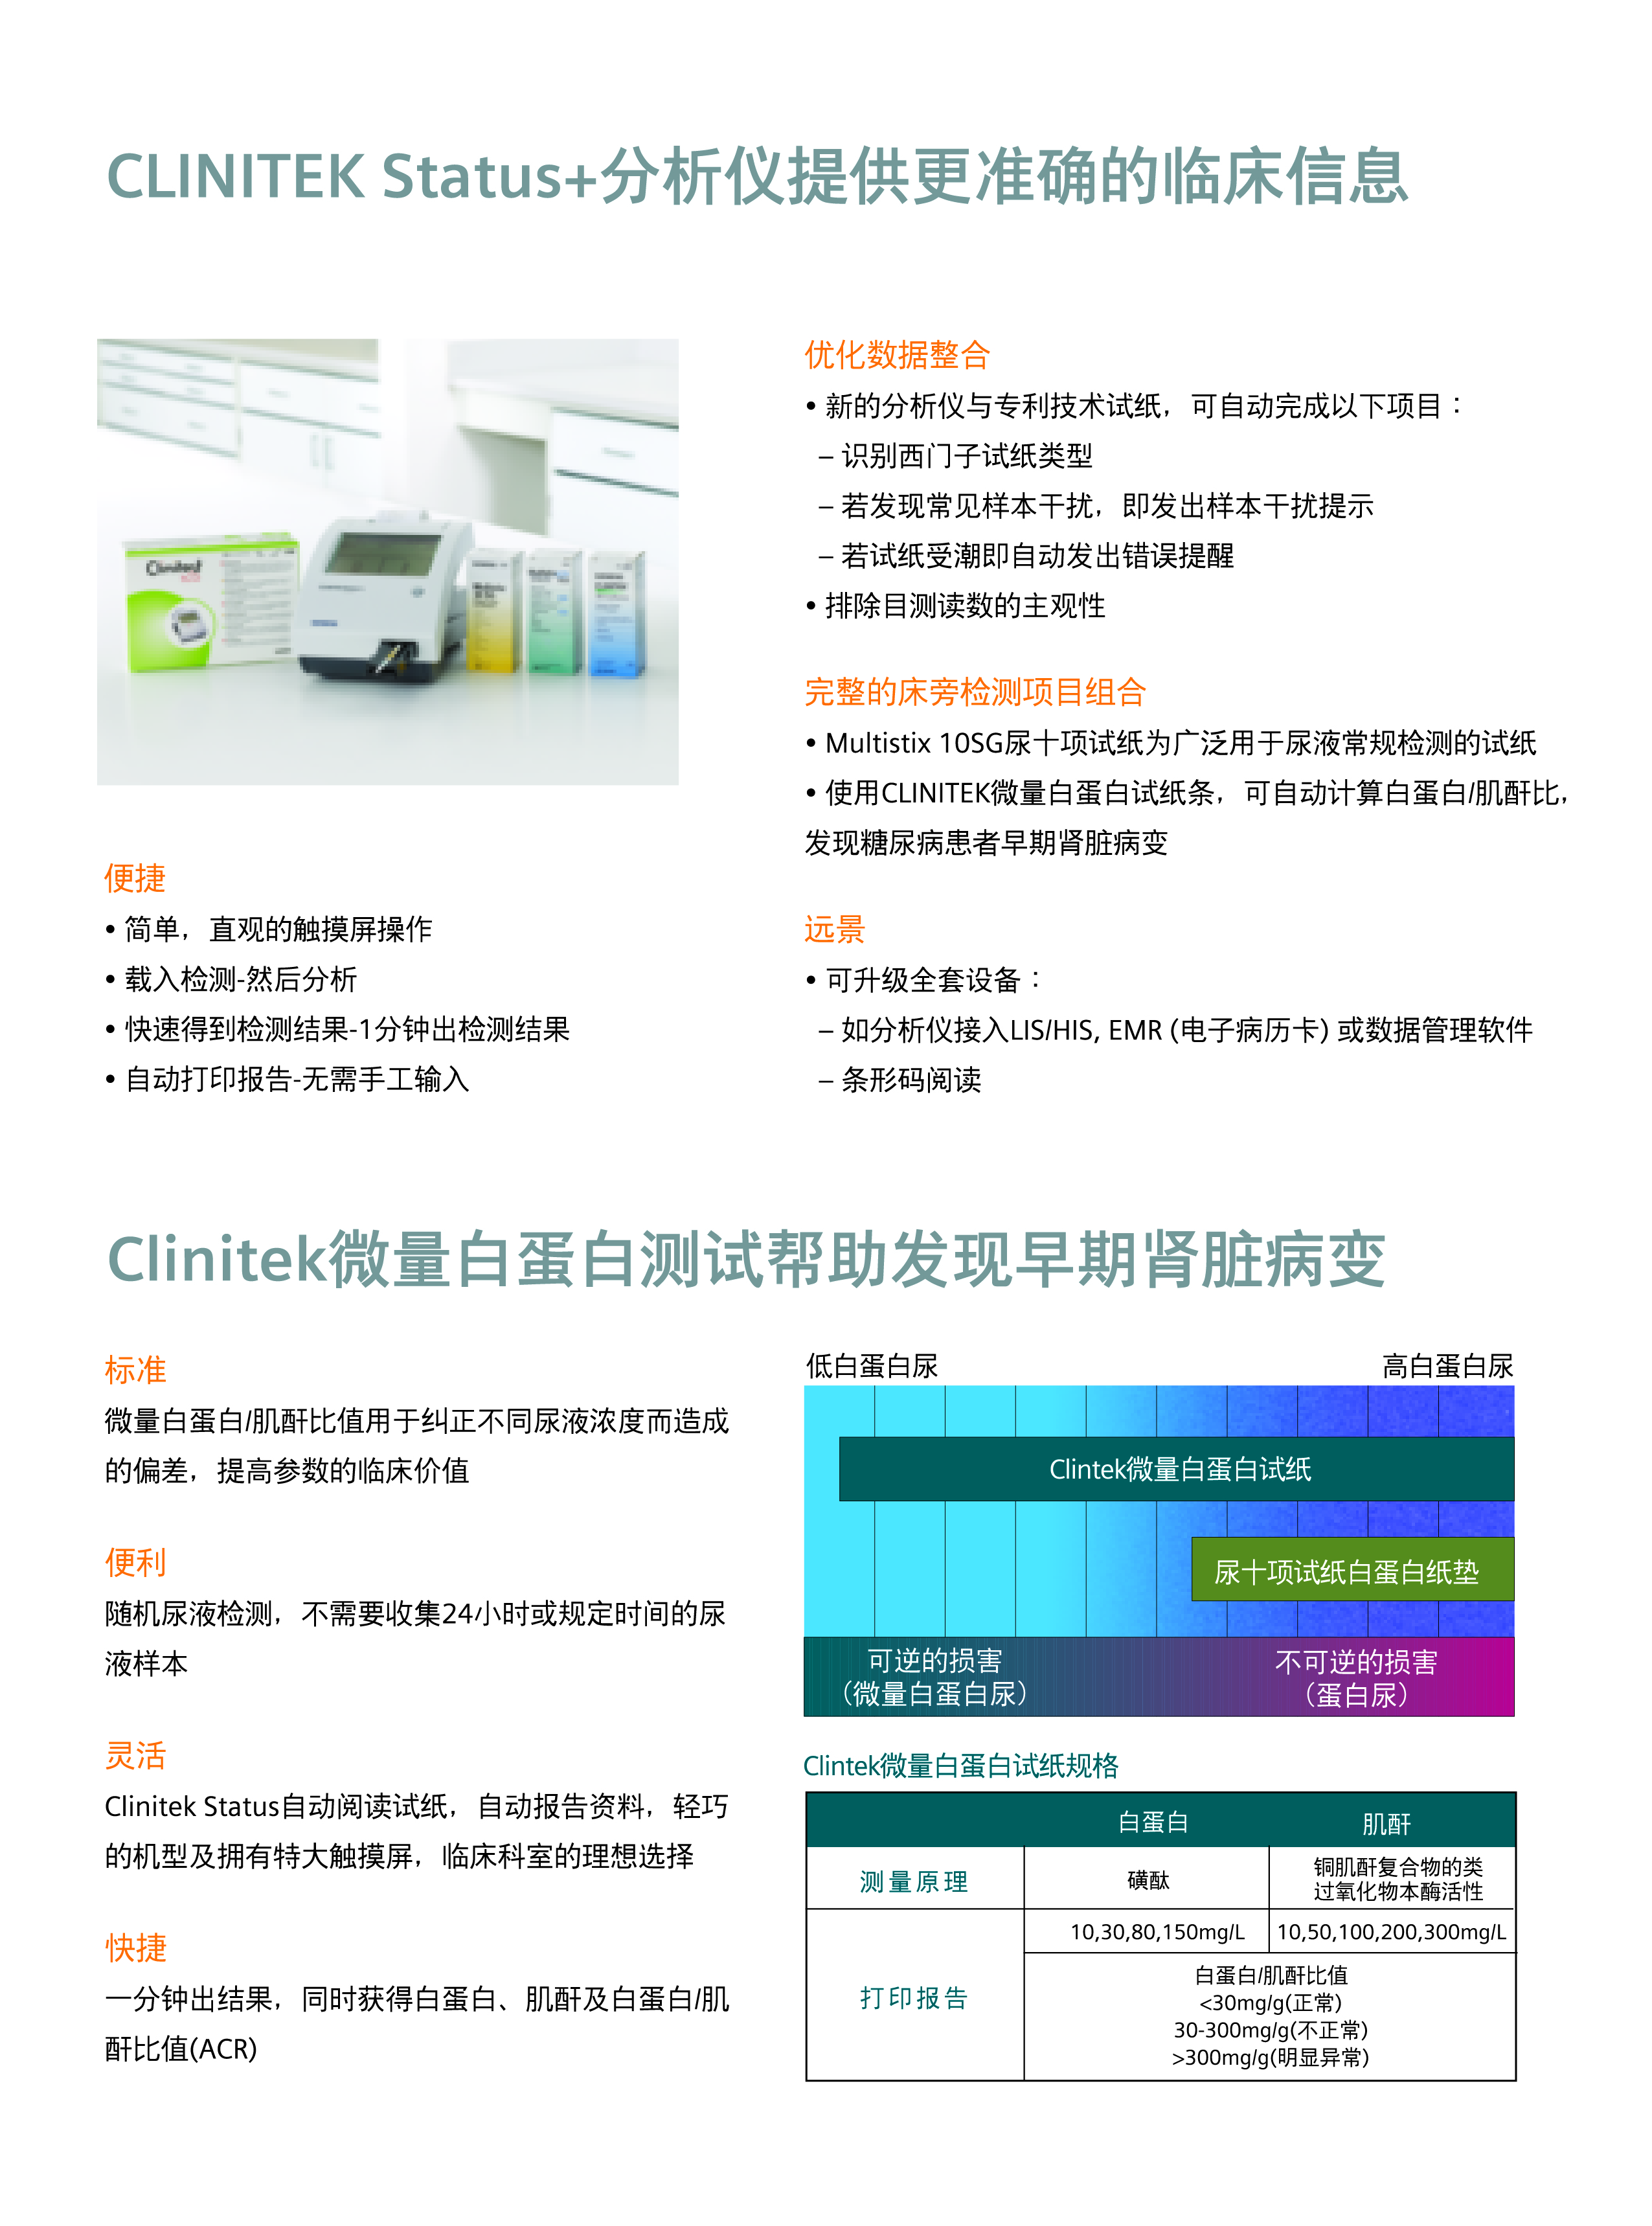 CLINITEK Status+分析仪提供更准确的临床信息
Clinitest
便捷
• 简单，直观的触摸屏操作
• 载入检测-然后分析
• 快速得到检测结果-1分钟出检测结果
• 自动打印报告-无需手工输入
优化数据整合
• 新的分析仪与专利技术试纸，可自动完成以下项目：
– 识别西门子试纸类型
– 若发现常见样本干扰，即发出样本干扰提示
– 若试纸受潮即自动发出错误提醒
• 排除目测读数的主观性
完整的床旁检测项目组合
• Multistix 10SG尿十项试纸为广泛用于尿液常规检测的试纸
• 使用CLINITEK微量白蛋白试纸条，可自动计算白蛋白/肌酐比，
发现糖尿病患者早期肾脏病变
远景
• 可升级全套设备：
– 如分析仪接入LIS/HIS, EMR (电子病历卡) 或数据管理软件
– 条形码阅读
Clinitek微量白蛋白测试帮助发现早期肾脏病变
标准
微量白蛋白/肌酐比值用于纠正不同尿液浓度而造成
的偏差，提高参数的临床价值
便利
随机尿液检测，不需要收集24小时或规定时间的尿
液样本
灵活
Clinitek Status自动阅读试纸，自动报告资料，轻巧
的机型及拥有特大触摸屏，临床科室的理想选择
快捷
一分钟出结果，同时获得白蛋白、肌酐及白蛋白/肌
酐比值(ACR)
低白蛋白尿 高白蛋白尿
Clintek微量白蛋白试纸
尿十项试纸白蛋白纸垫
可逆的损害 不可逆的损害
（微量白蛋白尿） （蛋白尿）
Clintek微量白蛋白试纸规格
白蛋白 肌酐
测量原理 磺酞 铜肌酐复合物的类
过氧化物本酶活性
10,30,80,150mg/L 10,50,100,200,300mg/L
打印报告
白蛋白/肌酐比值
<30mg/g(正常)
30-300mg/g(不正常)
>300mg/g(明显异常)